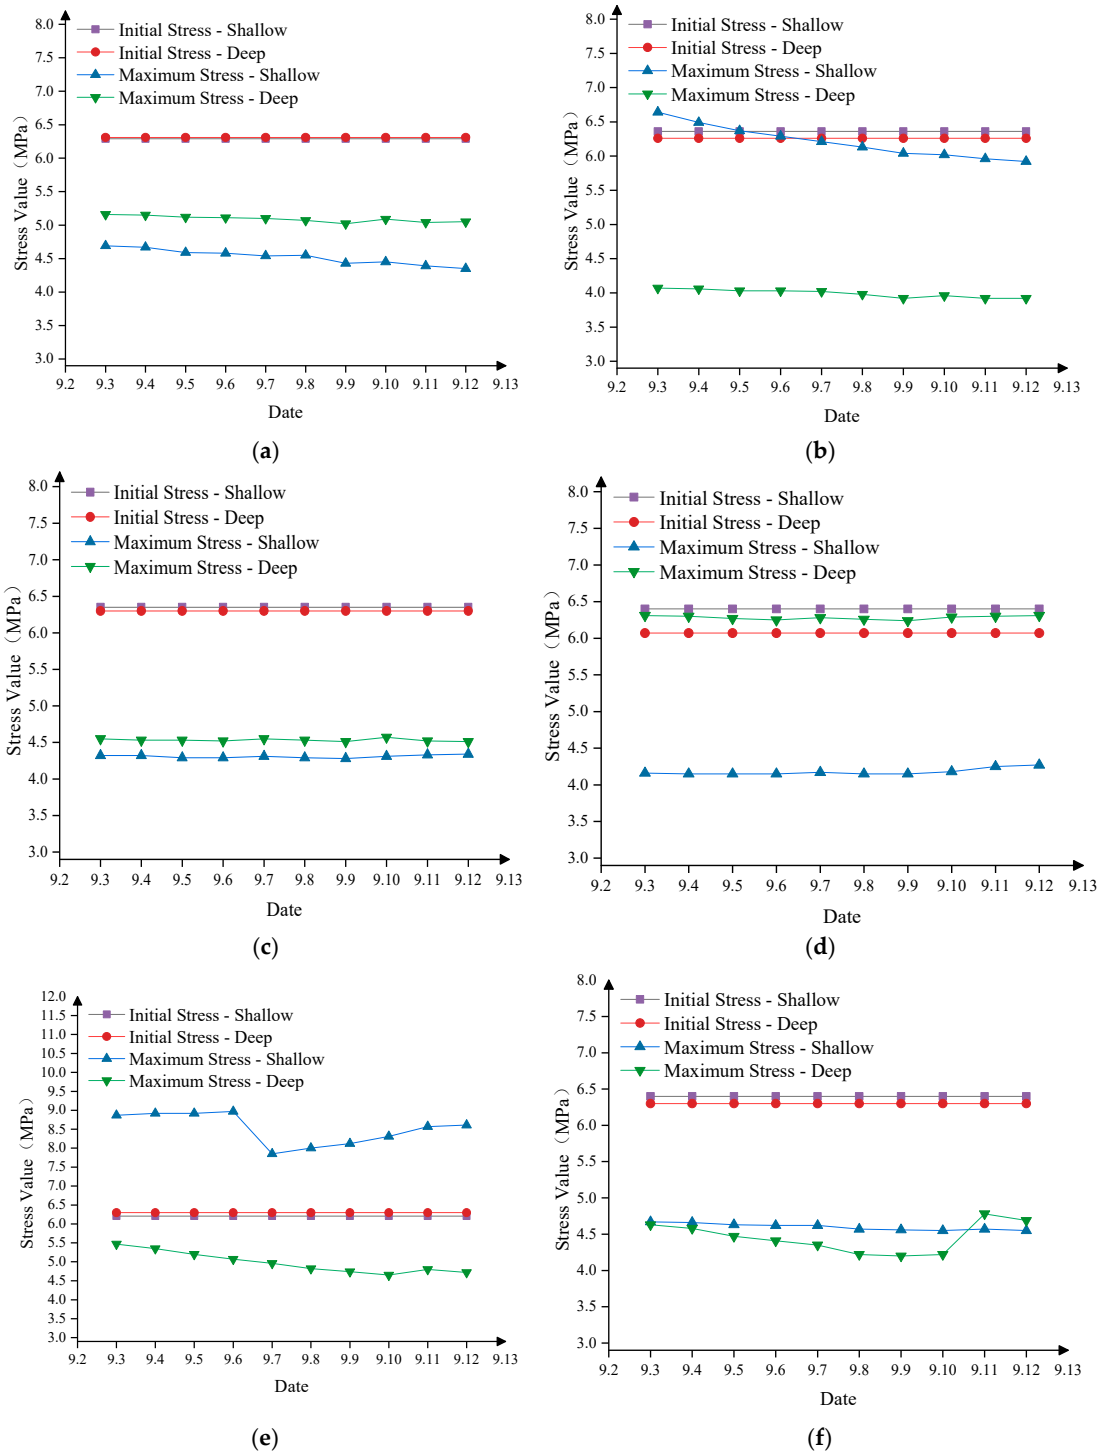 8.0
7.5
7.0
6.5
6.0
5.5
5.0
4.5
4.0
3.5
3.0
Stress Value（MPa）
Initial Stress - Shallow
Initial Stress - Deep
Maximum Stress - Shallow
Maximum Stress - Deep
9.2 9.3 9.4 9.5 9.6 9.7 9.8 9.9 9.10 9.11 9.12 9.13
Date
(a)
8.0
7.5
7.0
6.5
6.0
5.5
5.0
4.5
4.0
3.5
3.0
Stress Value（MPa）
Initial Stress - Shallow
Initial Stress - Deep
Maximum Stress - Shallow
Maximum Stress - Deep
9.2 9.3 9.4 9.5 9.6 9.7 9.8 9.9 9.10 9.11 9.12 9.13
Date
(b)
8.0
7.5
7.0
6.5
6.0
5.5
5.0
4.5
4.0
3.5
3.0
Stress Value（MPa）
Initial Stress - Shallow
Initial Stress - Deep
Maximum Stress - Shallow
Maximum Stress - Deep
9.2 9.3 9.4 9.5 9.6 9.7 9.8 9.9 9.10 9.11 9.12 9.13
Date
(c)
8.0
7.5
7.0
6.5
6.0
5.5
5.0
4.5
4.0
3.5
3.0
Stress Value（MPa）
Initial Stress - Shallow
Initial Stress - Deep
Maximum Stress - Shallow
Maximum Stress - Deep
9.2 9.3 9.4 9.5 9.6 9.7 9.8 9.9 9.10 9.11 9.12 9.13
Date
(d)
12.0
11.5
11.0
10.5
10.0
9.5
9.0
8.5
8.0
7.5
7.0
6.5
6.0
5.5
5.0
4.5
4.0
3.5
3.0
Stress Value（MPa）
Initial Stress - Shallow
Initial Stress - Deep
Maximum Stress - Shallow
Maximum Stress - Deep
9.2 9.3 9.4 9.5 9.6 9.7 9.8 9.9 9.10 9.11 9.12 9.13
Date
(e)
8.0
7.5
7.0
6.5
6.0
5.5
5.0
4.5
4.0
3.5
3.0
Stress Value（MPa）
Initial Stress - Shallow
Initial Stress - Deep
Maximum Stress - Shallow
Maximum Stress - Deep
9.2 9.3 9.4 9.5 9.6 9.7 9.8 9.9 9.10 9.11 9.12 9.13
Date
(f)